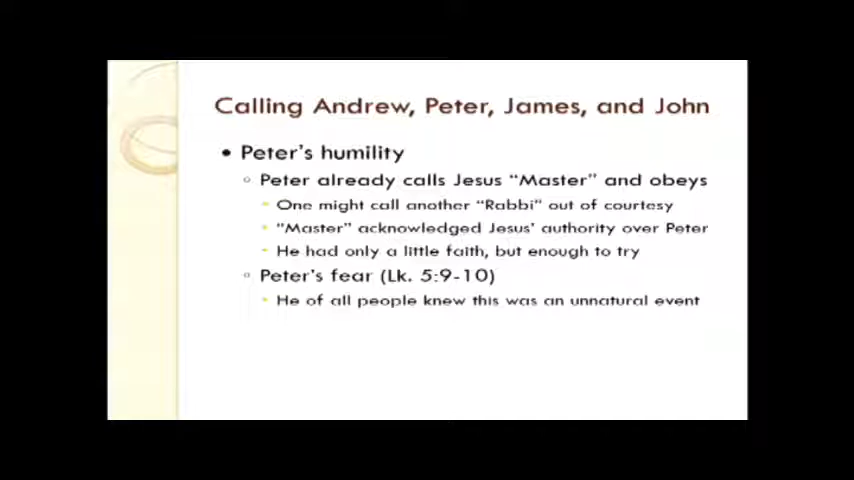 Calling Andrew, Peter, James, and John
• Peter's humility
◦ Peter already calls Jesus "Master" and obeys
One might call another "Rabbi" out of courtesy
"Master" acknowledged Jesus' authority over Peter
He had only a little faith, but enough to try
◦ Peter's fear (Lk. 5:9-10)
He of all people knew this was an unnatural event